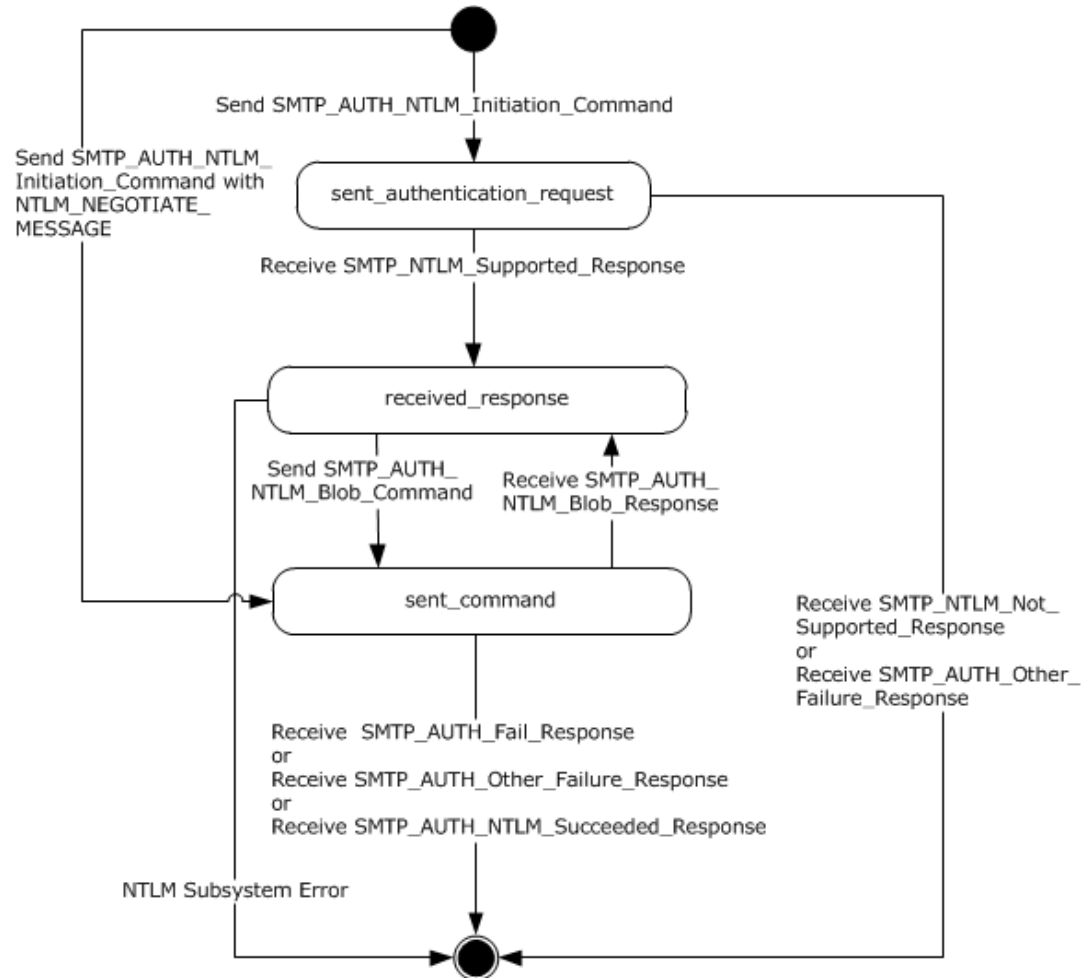 Send SMTP_AUTH_NTLM_Initiation_Command
Send SMTP_AUTH_NTLM_
Initiation_Command with
NTLM_NEGOTIATE_
MESSAGE
sent_authentication_request
Receive SMTP_NTLM_Supported_Response
received_response
Send SMTP_AUTH_
NTLM_Blob_Command
Receive SMTP_AUTH_
NTLM_Blob_Response
sent_command
Receive SMTP_NTLM_Not_
Supported_Response
or
Receive SMTP_AUTH_Other_
Failure_Response
Receive SMTP_AUTH_Fail_Response
or
Receive SMTP_AUTH_Other_Failure_Response
or
Receive SMTP_AUTH_NTLM_Succeeded_Response
NTLM Subsystem Error